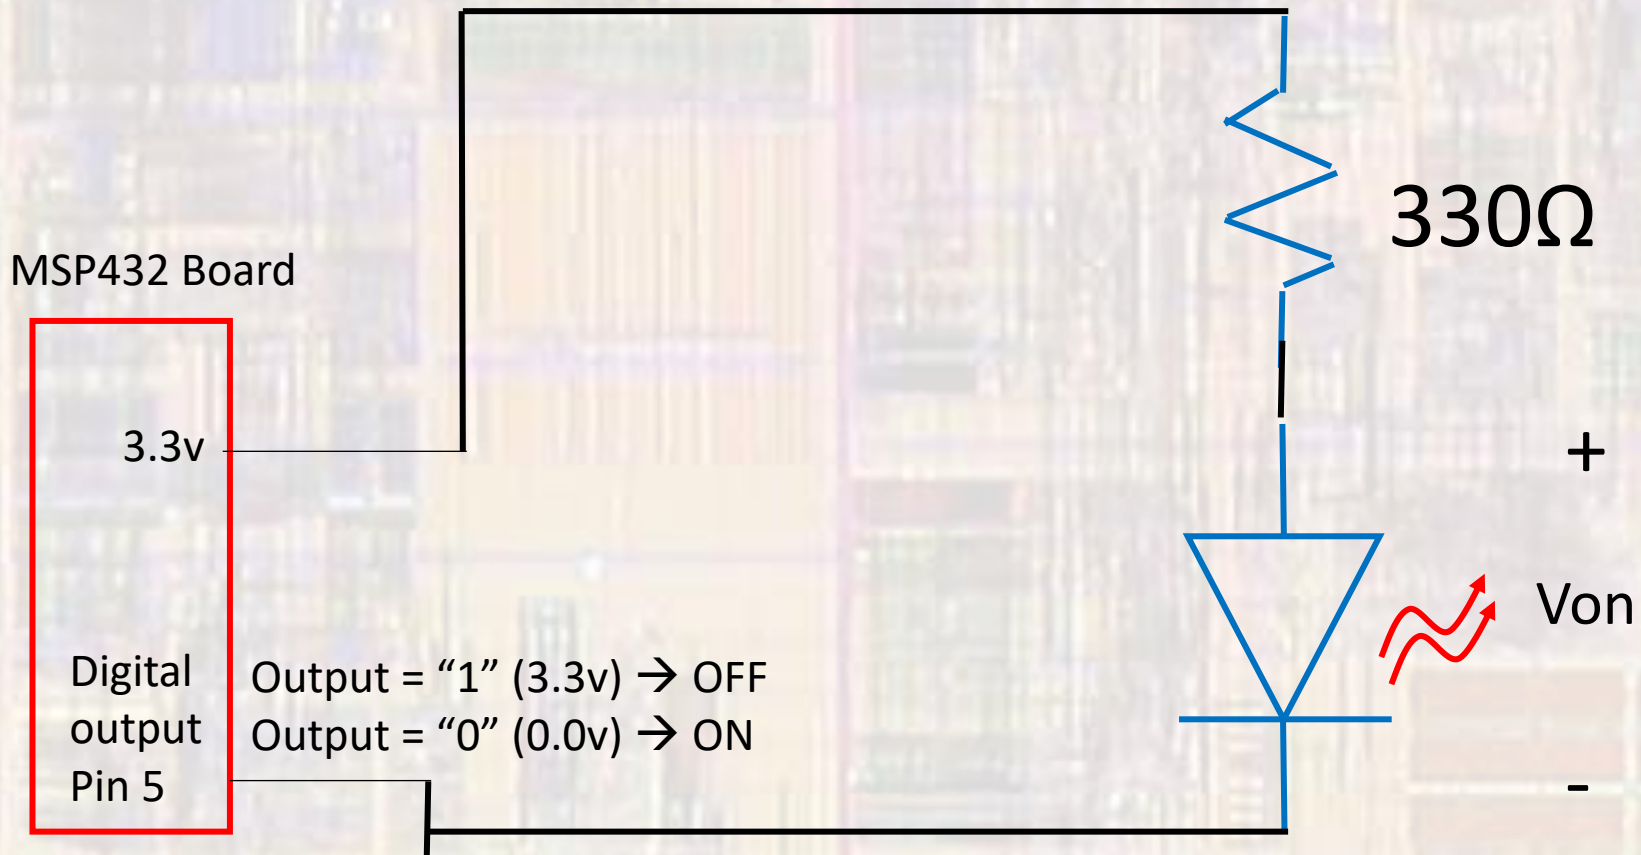 330Ω
MSP432 Board
3.3v
+
Von
Digital
output
Pin 5
Output = “1” (3.3v) → OFF
Output = “0” (0.0v) → ON
-